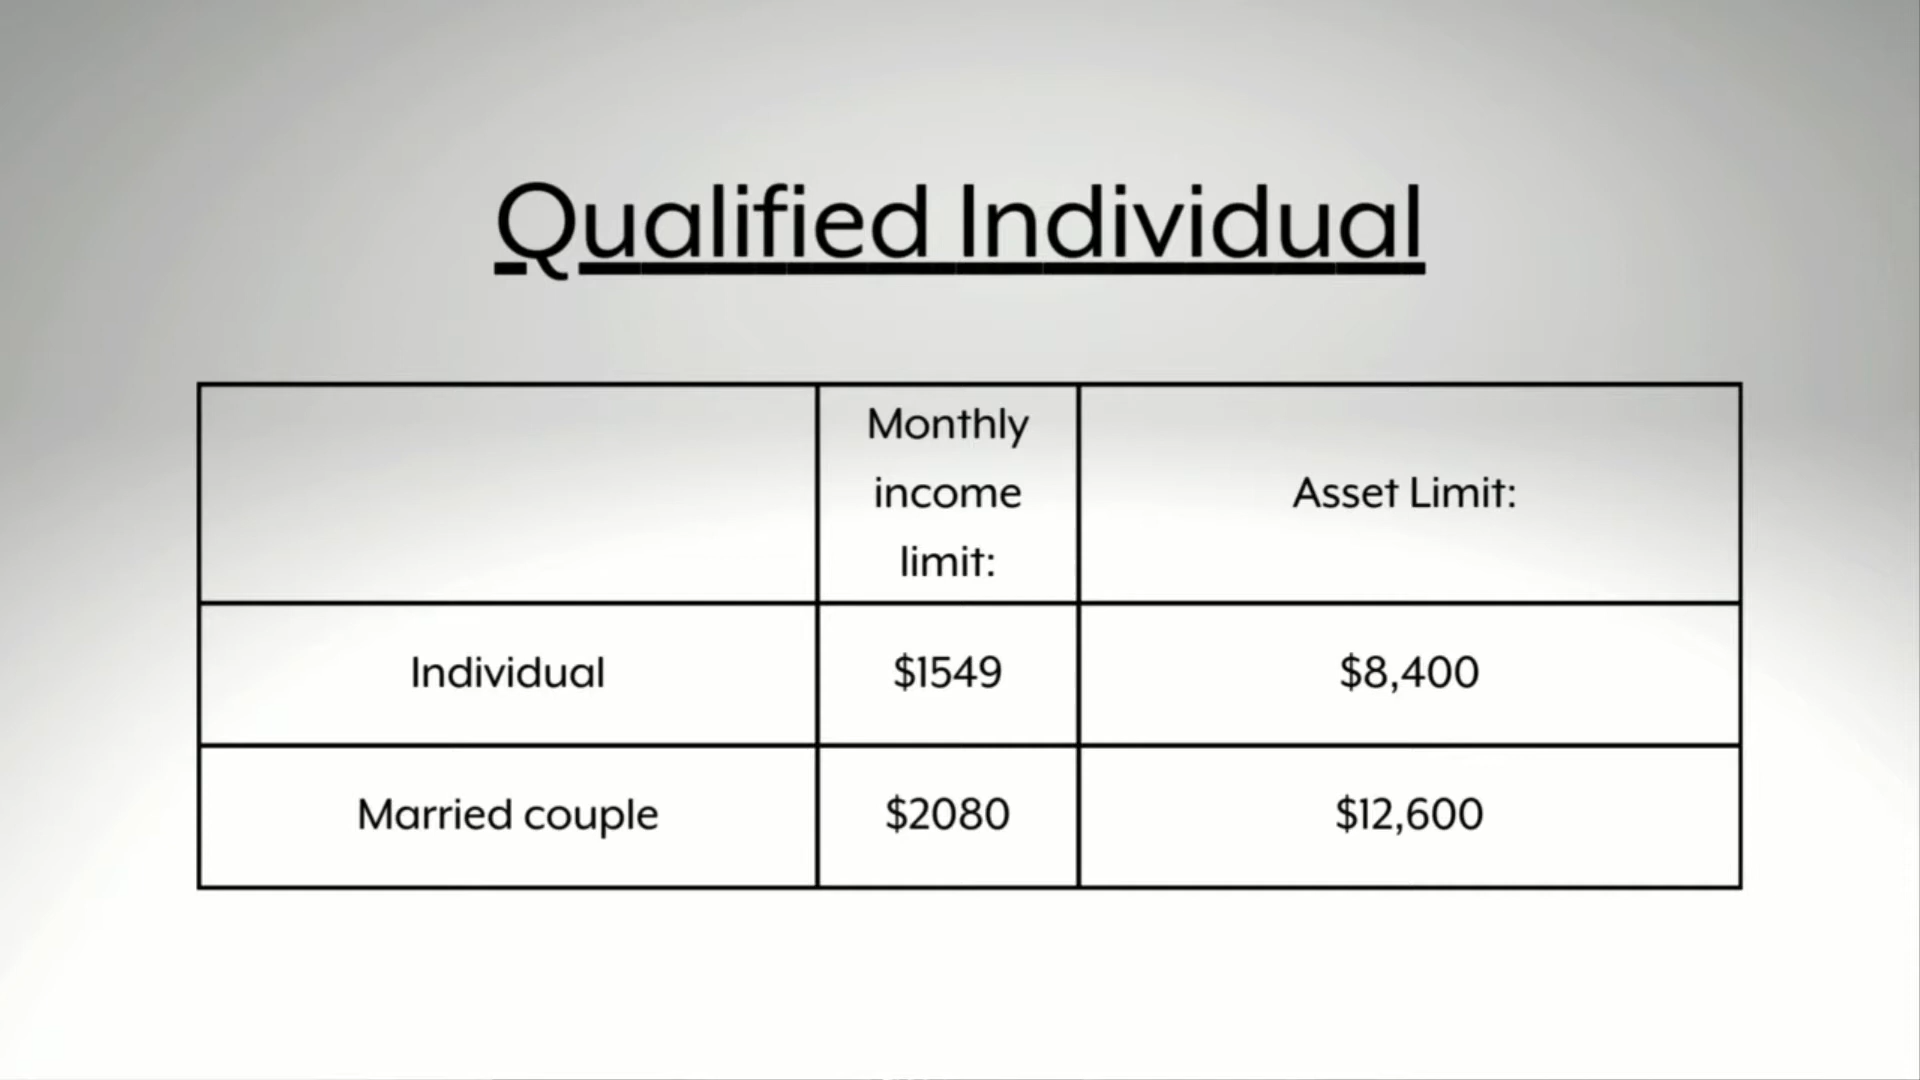 Qualified Individual
Monthly
income
limit:
Asset Limit:
Individual
$1549
$8,400
Married couple
$2080
$12,600